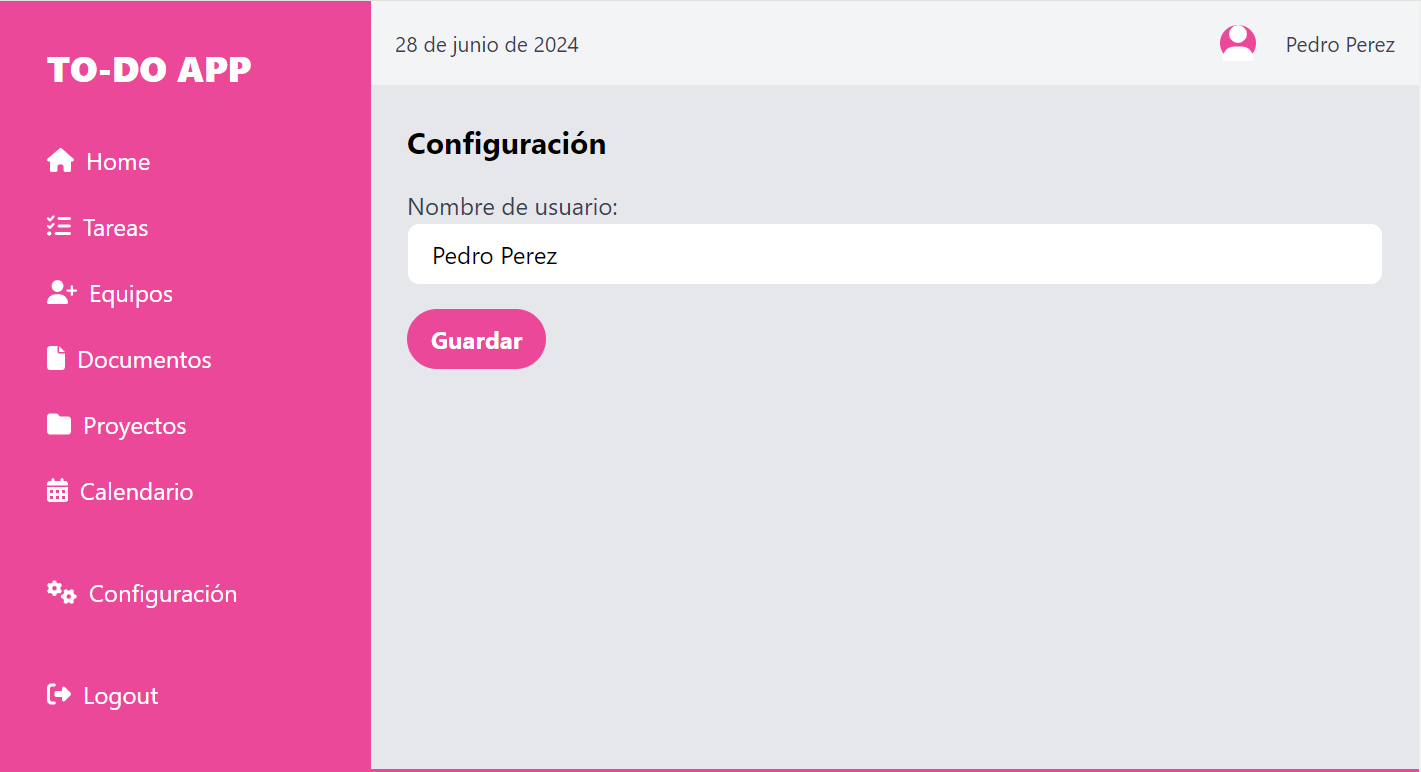 TO-DO APP
Home
Tareas
Equipos
Documentos
Proyectos
Calendario
Configuración
Logout
28 de junio de 2024
Pedro Perez
Configuración
Nombre de usuario:
Pedro Perez
Guardar